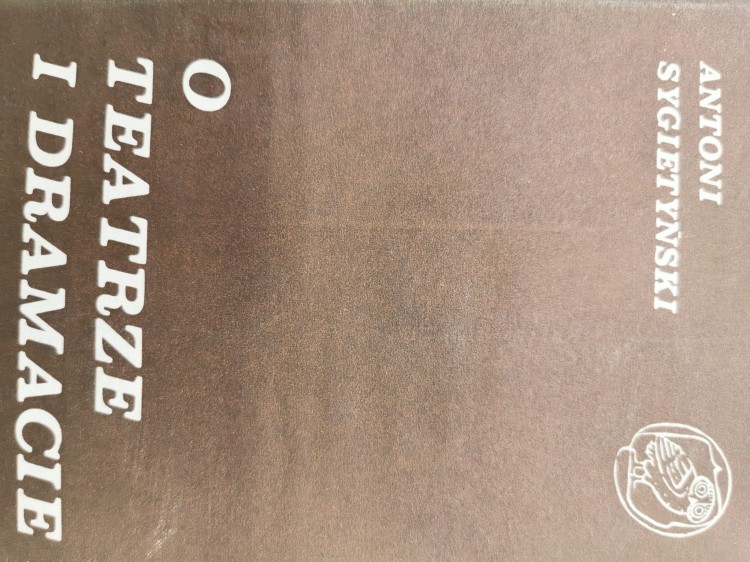 ANTONI
SYGIETYŃSKI
O
TEATRZE
I DRAMACIE